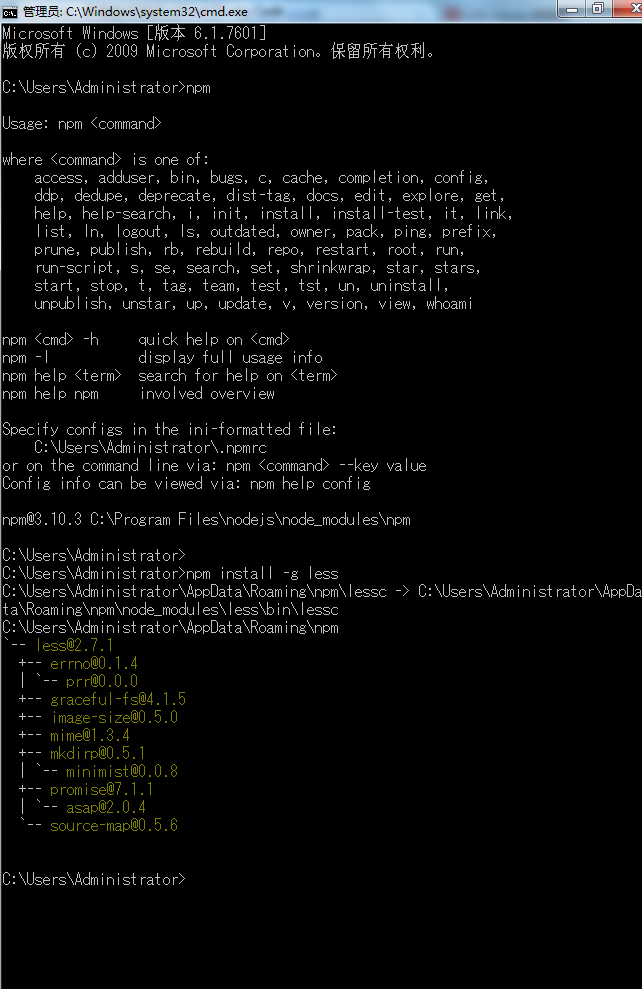 管理员: C:\Windows\system32\cmd.exe
Microsoft Windows [版本 6.1.7601]
版权所有 (c) 2009 Microsoft Corporation。保留所有权利。
C:\Users\Administrator>npm
Usage: npm <command>
where <command> is one of:
    access, adduser, bin, bugs, c, cache, completion, config,
    ddp, dedupe, deprecate, dist-tag, docs, edit, explore, get,
    help, help-search, i, init, install, install-test, it, link,
    list, ln, logout, ls, outdated, owner, pack, ping, prefix,
    prune, publish, rb, rebuild, repo, restart, root, run,
    run-script, s, se, search, set, shrinkwrap, star, stars,
    start, stop, t, tag, team, test, tst, un, uninstall,
    unpublish, unstar, up, update, v, version, view, whoami
npm <cmd> -h     quick help on <cmd>
npm -l           display full usage info
npm help <term>  search for help on <term>
npm help npm     involved overview
Specify configs in the ini-formatted file:
    C:\Users\Administrator\.npmrc
or on the command line via: npm <command> --key value
Config info can be viewed via: npm help config
npm@3.10.3 C:\Program Files\nodejs\node_modules\npm
C:\Users\Administrator>
C:\Users\Administrator>npm install -g less
C:\Users\Administrator\AppData\Roaming\npm\lessc -> C:\Users\Administrator\AppDa
ta\Roaming\npm\node_modules\less\bin\lessc
C:\Users\Administrator\AppData\Roaming\npm
`-- less@2.7.1
  +-- errno@0.1.4
  | `-- prr@0.0.0
  +-- graceful-fs@4.1.5
  +-- image-size@0.5.0
  +-- mime@1.3.4
  +-- mkdirp@0.5.1
  | `-- minimist@0.0.8
  +-- promise@7.1.1
  | `-- asap@2.0.4
  `-- source-map@0.5.6
C:\Users\Administrator>